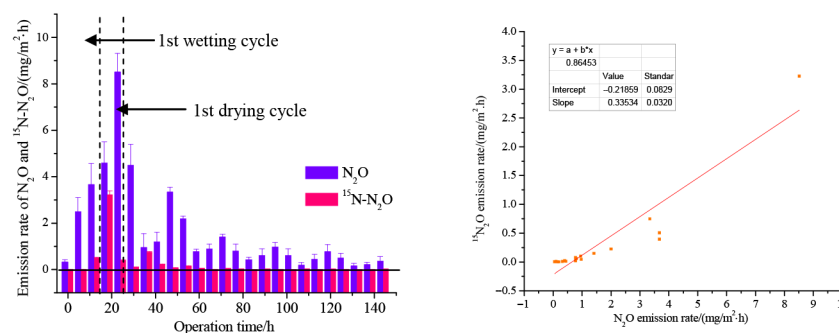 Emission rate of N2O and 15N-N2O/(mg/m2·h)
10
8
6
4
2
0
1st wetting cycle
1st drying cycle
N2O
15N-N2O
0 20 40 60 80 100 120 140
Operation time/h
15N2O emission rate/(mg/m2·h)
4.0
3.5
3.0
2.5
2.0
1.5
1.0
0.5
0.0
−0.5
y = a + b*x
0.86453
Value Standar
Intercept −0.21859 0.0829
Slope 0.33534 0.0320
−1 0 1 2 3 4 5 6 7 8 9
N2O emission rate/(mg/m2·h)